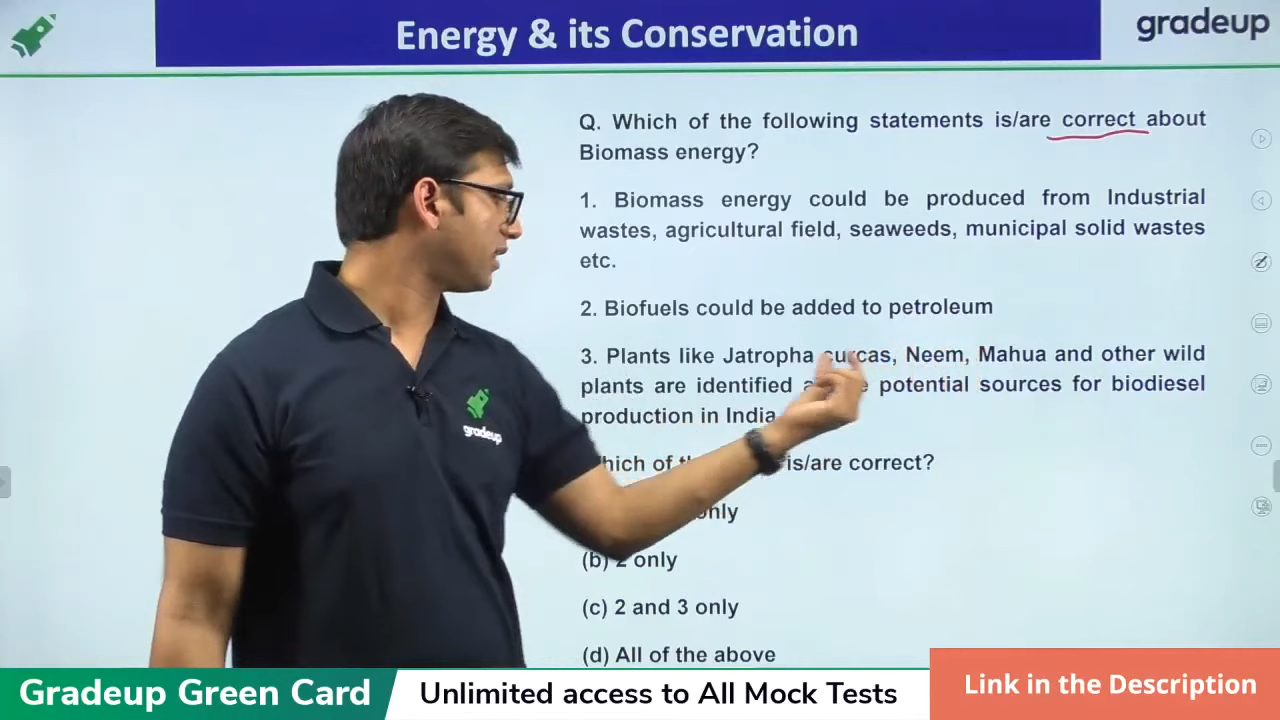 Energy & its Conservation
gradeup
Q. Which of the following statements is/are correct about
Biomass energy?
1. Biomass energy could be produced from Industrial
wastes, agricultural field, seaweeds, municipal solid wastes
etc.
2. Biofuels could be added to petroleum
3. Plants like Jatropha curcas, Neem, Mahua and other wild
plants are identified potential sources for biodiesel
production in India
of is/are correct?
only
(b) 2 only
(c) 2 and 3 only
(d) All of the above
gradeup
Gradeup Green Card
Unlimited access to All Mock Tests
Link in the Description